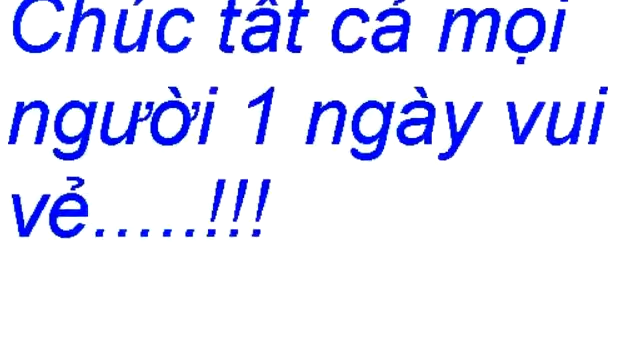 Chúc tất cả mọi
người 1 ngày vui
vẻ.....!!!